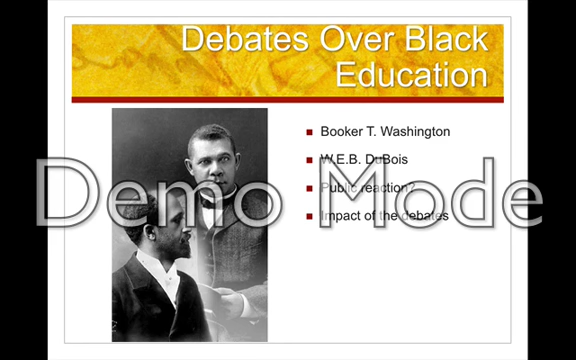 Debates Over Black
Education
Booker T. Washington
W.E.B. DuBois
Public reaction?
Impact of the debates
Demo Mode